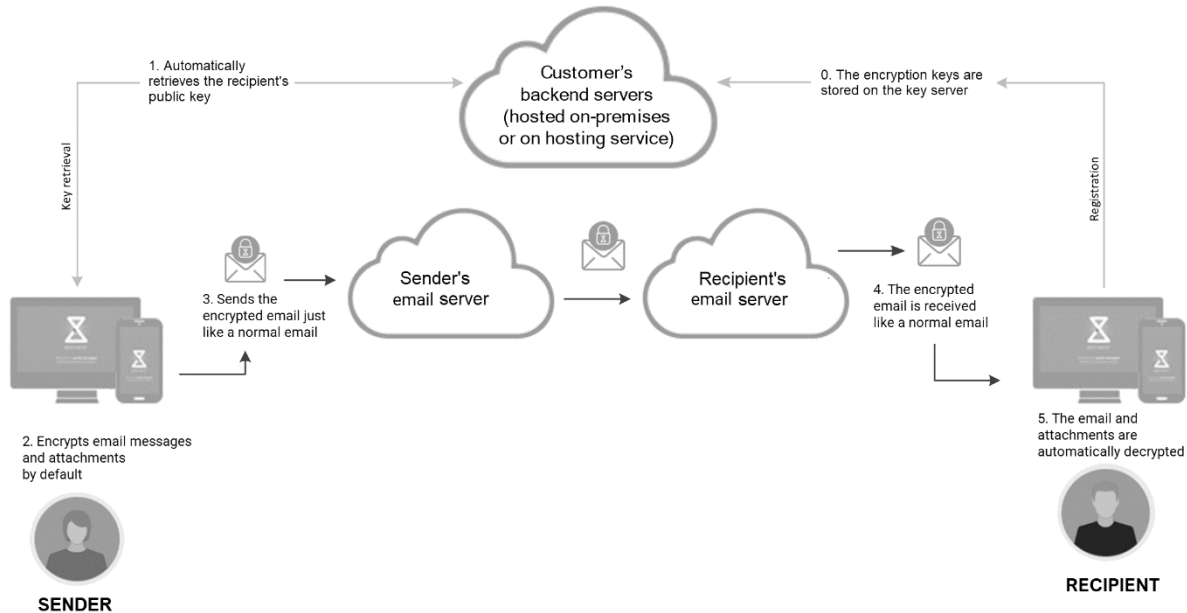 1. Automatically
retrieves the recipient's
public key
Customer's
backend servers
(hosted on-premises
or on hosting service)
0. The encryption keys are
stored on the key server
Key retrieval
Registration
3. Sends the
encrypted email just
like a normal email
Sender's
email server
Recipient's
email server
4. The encrypted
email is received
like a normal email
2. Encrypts email messages
and attachments
by default
5. The email and
attachments are
automatically decrypted
SENDER
RECIPIENT